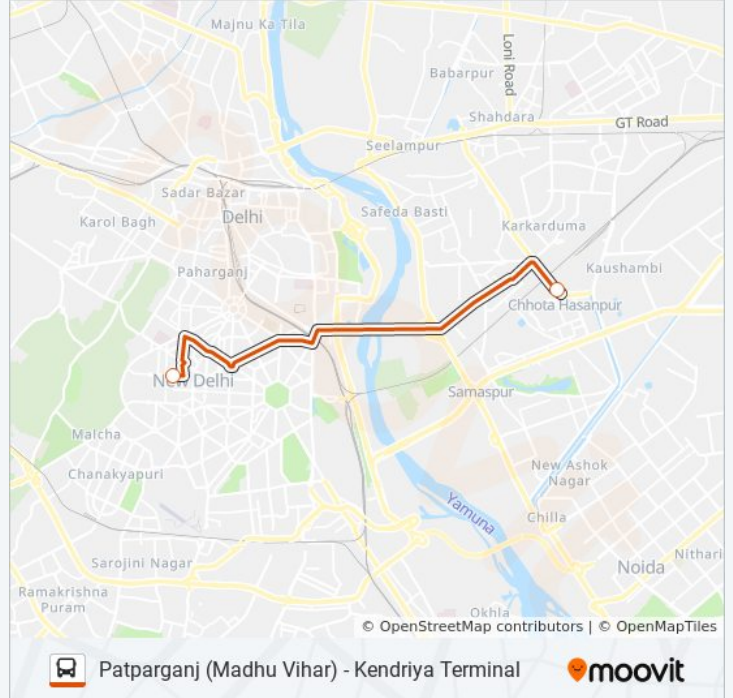 Majnu Ka Tila
Loni Road
Babarpur
Shahdara
GT Road
Seelampur
Sadar Bazar
Karol Bagh
Delhi
Safeda Basti
Karkarduma
Paharganj
Kaushambi
Chhota Hasanpur
New Delhi
Samaspur
Malcha
Chanakyapuri
New Ashok
Nagar
Yamuna
Chilla
Sarojini Nagar
Noida
Nithari
Ramakrishna
Puram
Okhla
© OpenStreetMap contributors | © OpenMapTiles
Patparganj (Madhu Vihar) - Kendriya Terminal
moovit